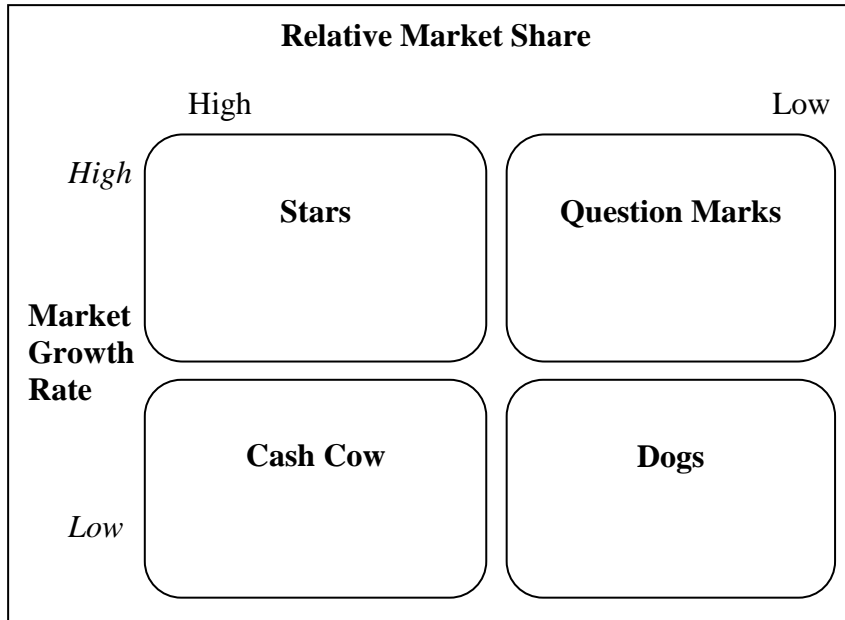 Relative Market Share
High Low
High
Stars Question Marks
Market
Growth
Rate
Cash Cow Dogs
Low